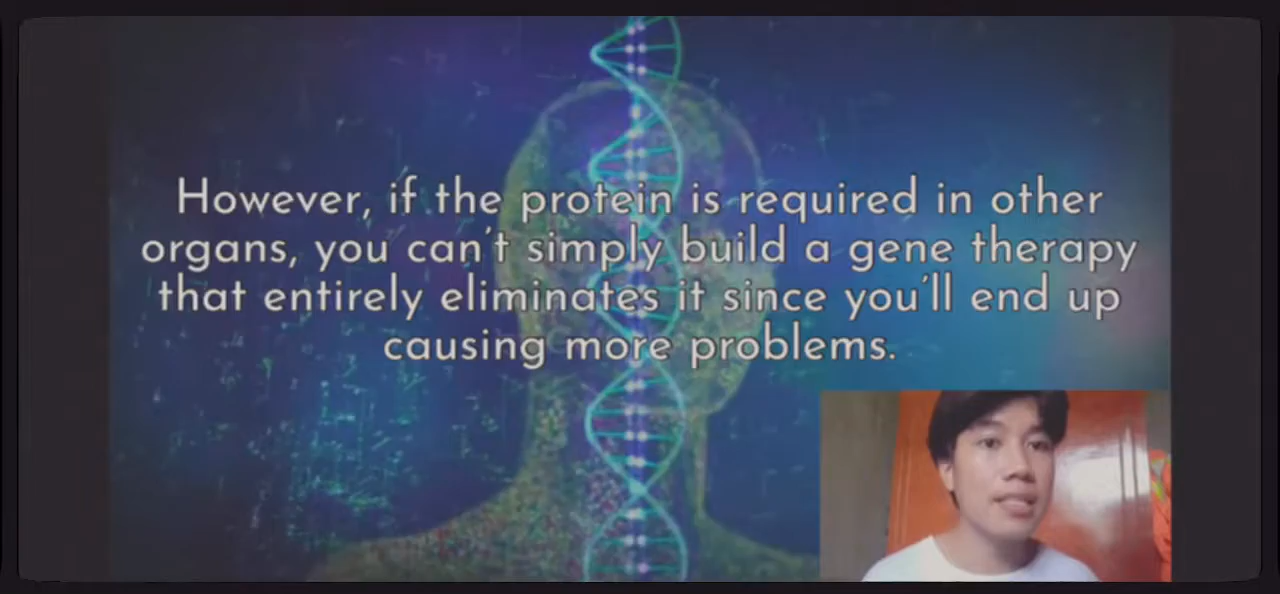 However, if the protein is required in other
organs, you can't simply build a gene therapy
that entirely eliminates it since you'll end up
causing more problems.